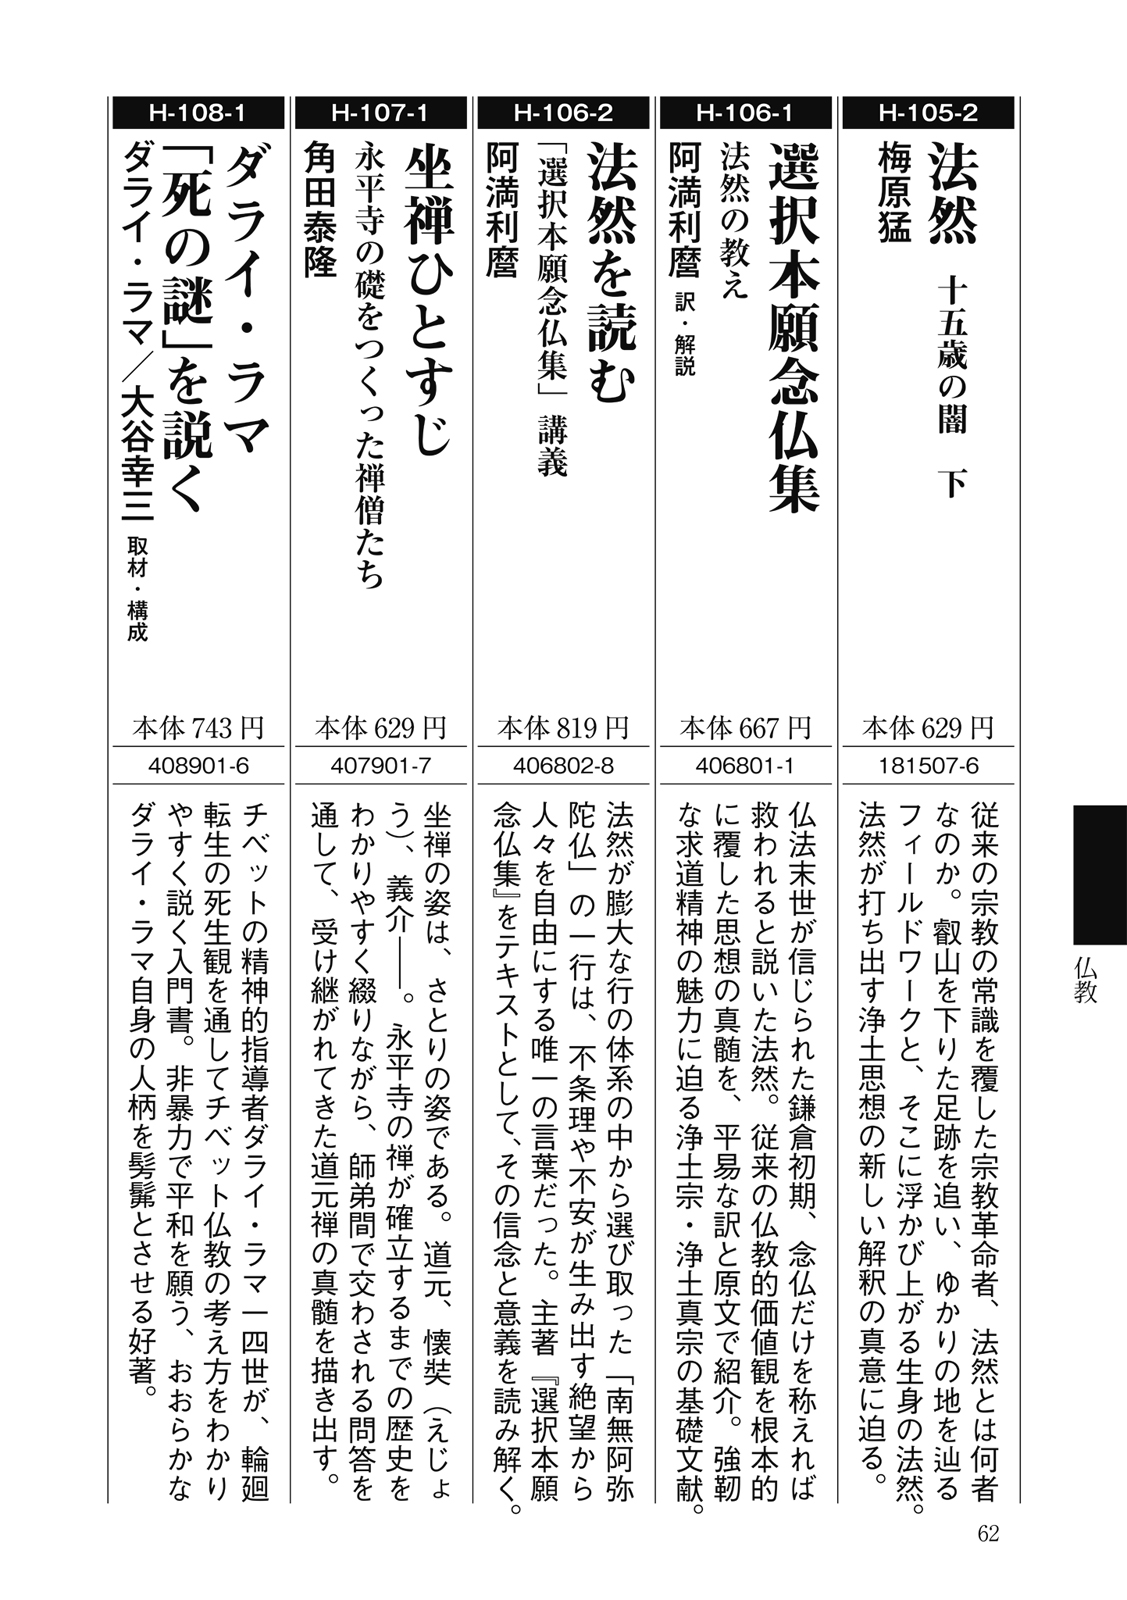 H-105-2
法然 十五歳の闇 下
梅原猛
本体 629 円
181507-6
従来の宗教の常識を覆した宗教革命者、法然とは何者
なのか。叡山を下りた足跡を追い、ゆかりの地を辿る
フィールドワークと、そこに浮かび上がる生身の法然。
法然が打ち出す浄土思想の新しい解釈の真意に迫る。
H-106-1
選択本願念仏集
法然の教え
阿満利麿 訳・解説
本体 667 円
406801-1
仏法末世が信じられた鎌倉初期、念仏だけを称えれば
救われると説いた法然。従来の仏教的価値観を根本的
に覆した思想の真髄を、平易な訳と原文で紹介。強靭
な求道精神の魅力に迫る浄土宗・浄土真宗の基礎文献。
H-106-2
法然を読む
「選択本願念仏集」講義
阿満利麿
本体 819 円
406802-8
法然が膨大な行の体系の中から選び取った「南無阿弥
陀仏」の一行は、不条理や不安が生み出す絶望から
人々を自由にする唯一の言葉だった。主著『選択本願
念仏集』をテキストとして、その信念と意義を読み解く。
H-107-1
坐禅ひとすじ
永平寺の礎をつくった禅僧たち
角田泰隆
本体 629 円
407901-7
坐禅の姿は、さとりの姿である。道元、懐奘（えじょ
う）、義介――。永平寺の禅が確立するまでの歴史を
わかりやすく綴りながら、師弟間で交わされる問答を
通して、受け継がれてきた道元禅の真髄を描き出す。
H-108-1
ダライ・ラマ
「死の謎」を説く
ダライ・ラマ／大谷幸三 取材・構成
本体 743 円
408901-6
チベットの精神的指導者ダライ・ラマ一四世が、輪廻
転生の死生観を通してチベット仏教の考え方をわかり
やすく説く入門書。非暴力で平和を願う、おおらかな
ダライ・ラマ自身の人柄を髣髴とさせる好著。
仏教
62